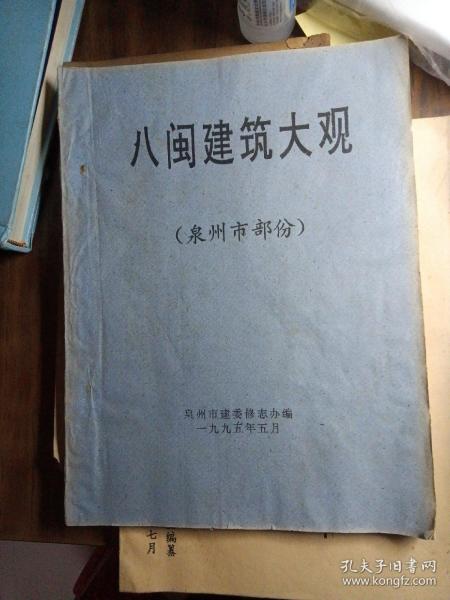 八闽建筑大观
（泉州市部份）
泉州市建委修志办编
一九九五年五月
编纂
七月
孔夫子旧书网
www.kongfz.com